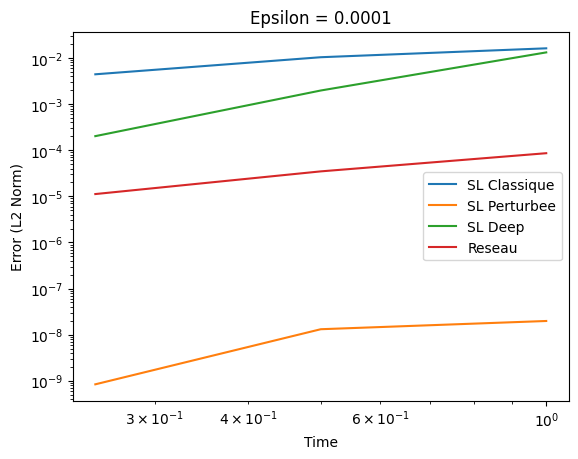 Epsilon = 0.0001
Error (L2 Norm)
10⁻²
10⁻³
10⁻⁴
10⁻⁵
10⁻⁶
10⁻⁷
10⁻⁸
10⁻⁹
SL Classique
SL Perturbee
SL Deep
Reseau
3 × 10⁻¹
4 × 10⁻¹
6 × 10⁻¹
10⁰
Time